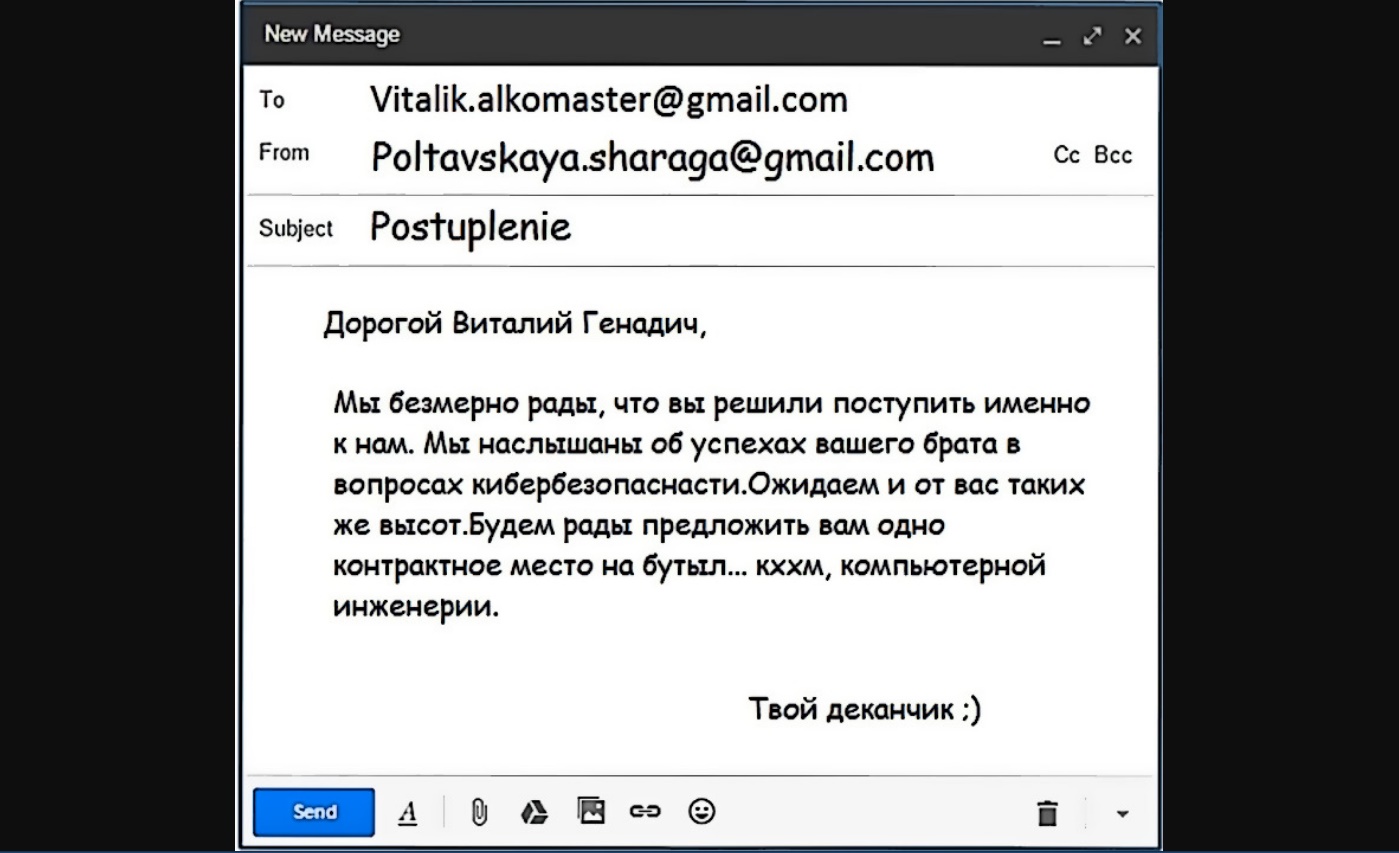 New Message
To Vitalik.alkomaster@gmail.com
From Poltavskaya.sharaga@gmail.com Cc Bcc
Subject Postuplenie
Дорогой Виталий Генадич,
Мы безмерно рады, что вы решили поступить именно
к нам. Мы наслышаны об успехах вашего брата в
вопросах кибербезопаснасти.Ожидаем и от вас таких
же высот.Будем рады предложить вам одно
контрактное место на бутыл... кххм, компьютерной
инженерии.
Твой деканчик ;)
Send A